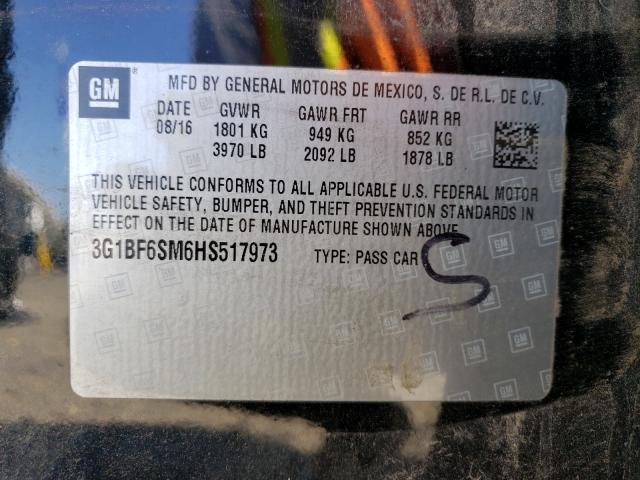 GM ® MFD BY GENERAL MOTORS DE MEXICO, S. DE R.L. DE C.V.
DATE GVWR GAWR FRT GAWR RR
08/16 1801 KG 949 KG 852 KG
3970 LB 2092 LB 1878 LB
THIS VEHICLE CONFORMS TO ALL APPLICABLE U.S. FEDERAL MOTOR
VEHICLE SAFETY, BUMPER, AND THEFT PREVENTION STANDARDS IN
EFFECT ON THE DATE OF MANUFACTURE SHOWN ABOVE
3G1BF6SM6HS517973 TYPE: PASS CAR S